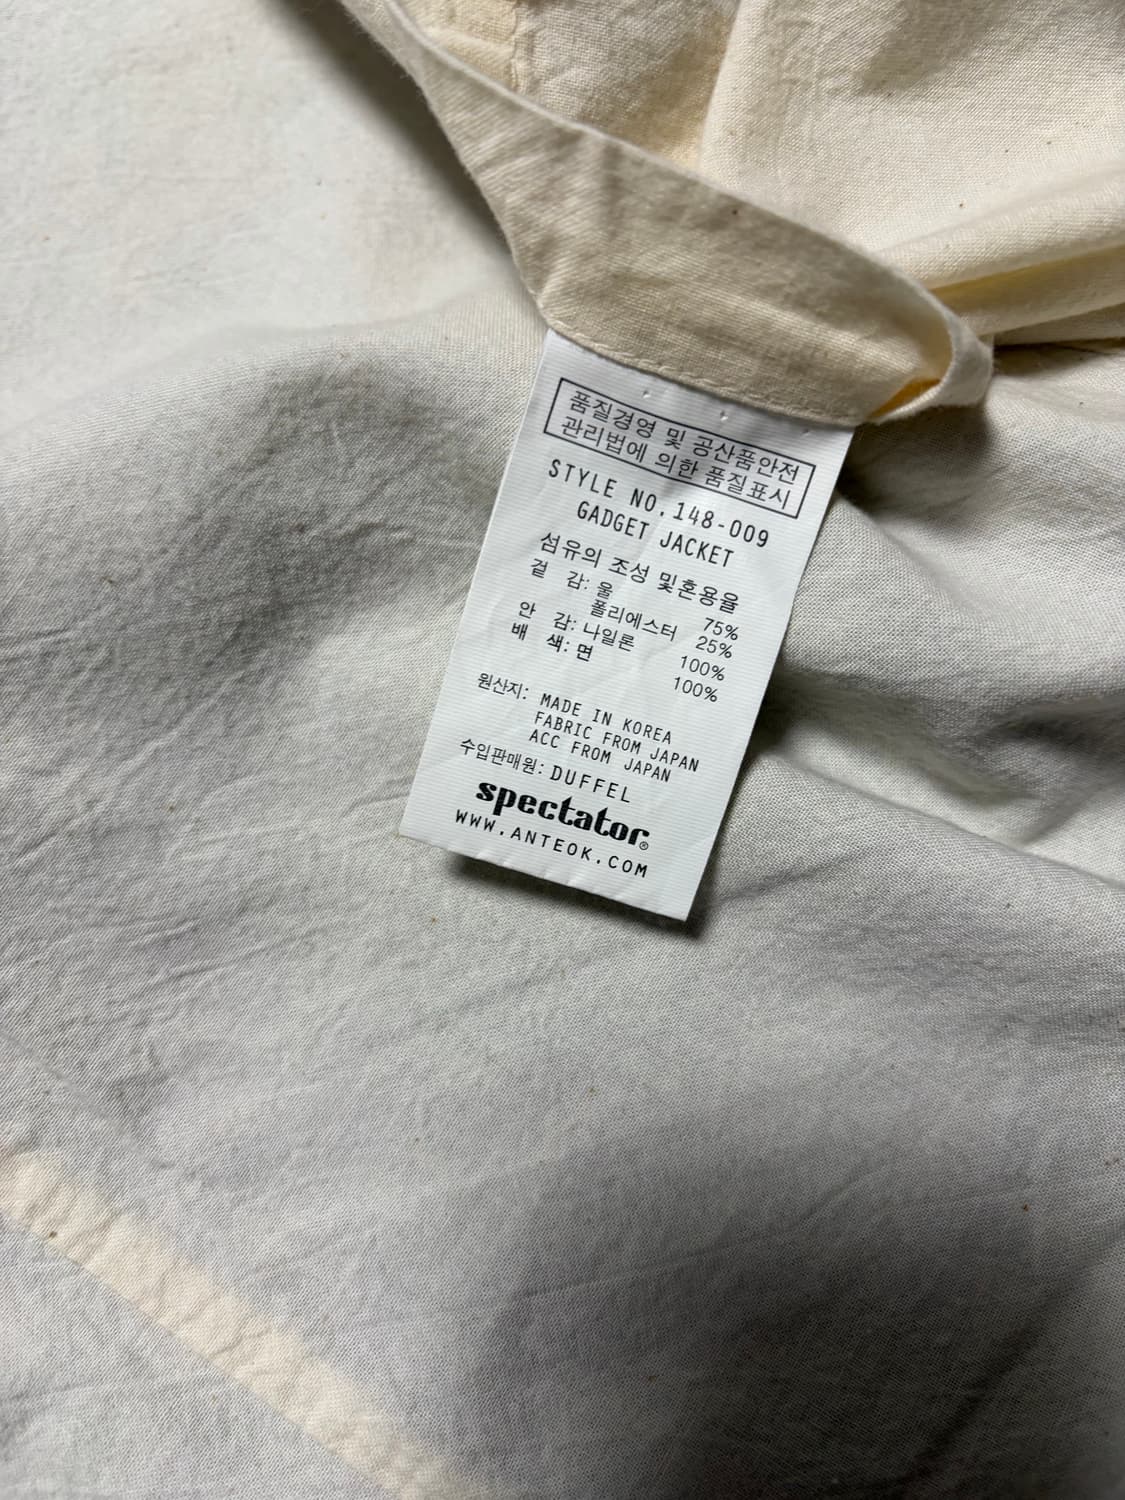 품질경영 및 공산품안전
관리법에 의한 품질표시
STYLE NO. 148-009
GADGET JACKET
섬유의 조성 및혼용율
겉 감: 울 75%
폴리에스터 25%
안 감: 나일론 100%
배 색: 면 100%
원산지: MADE IN KOREA
FABRIC FROM JAPAN
ACC FROM JAPAN
수입판매원: DUFFEL
spectator®
WWW.ANTEOK.COM